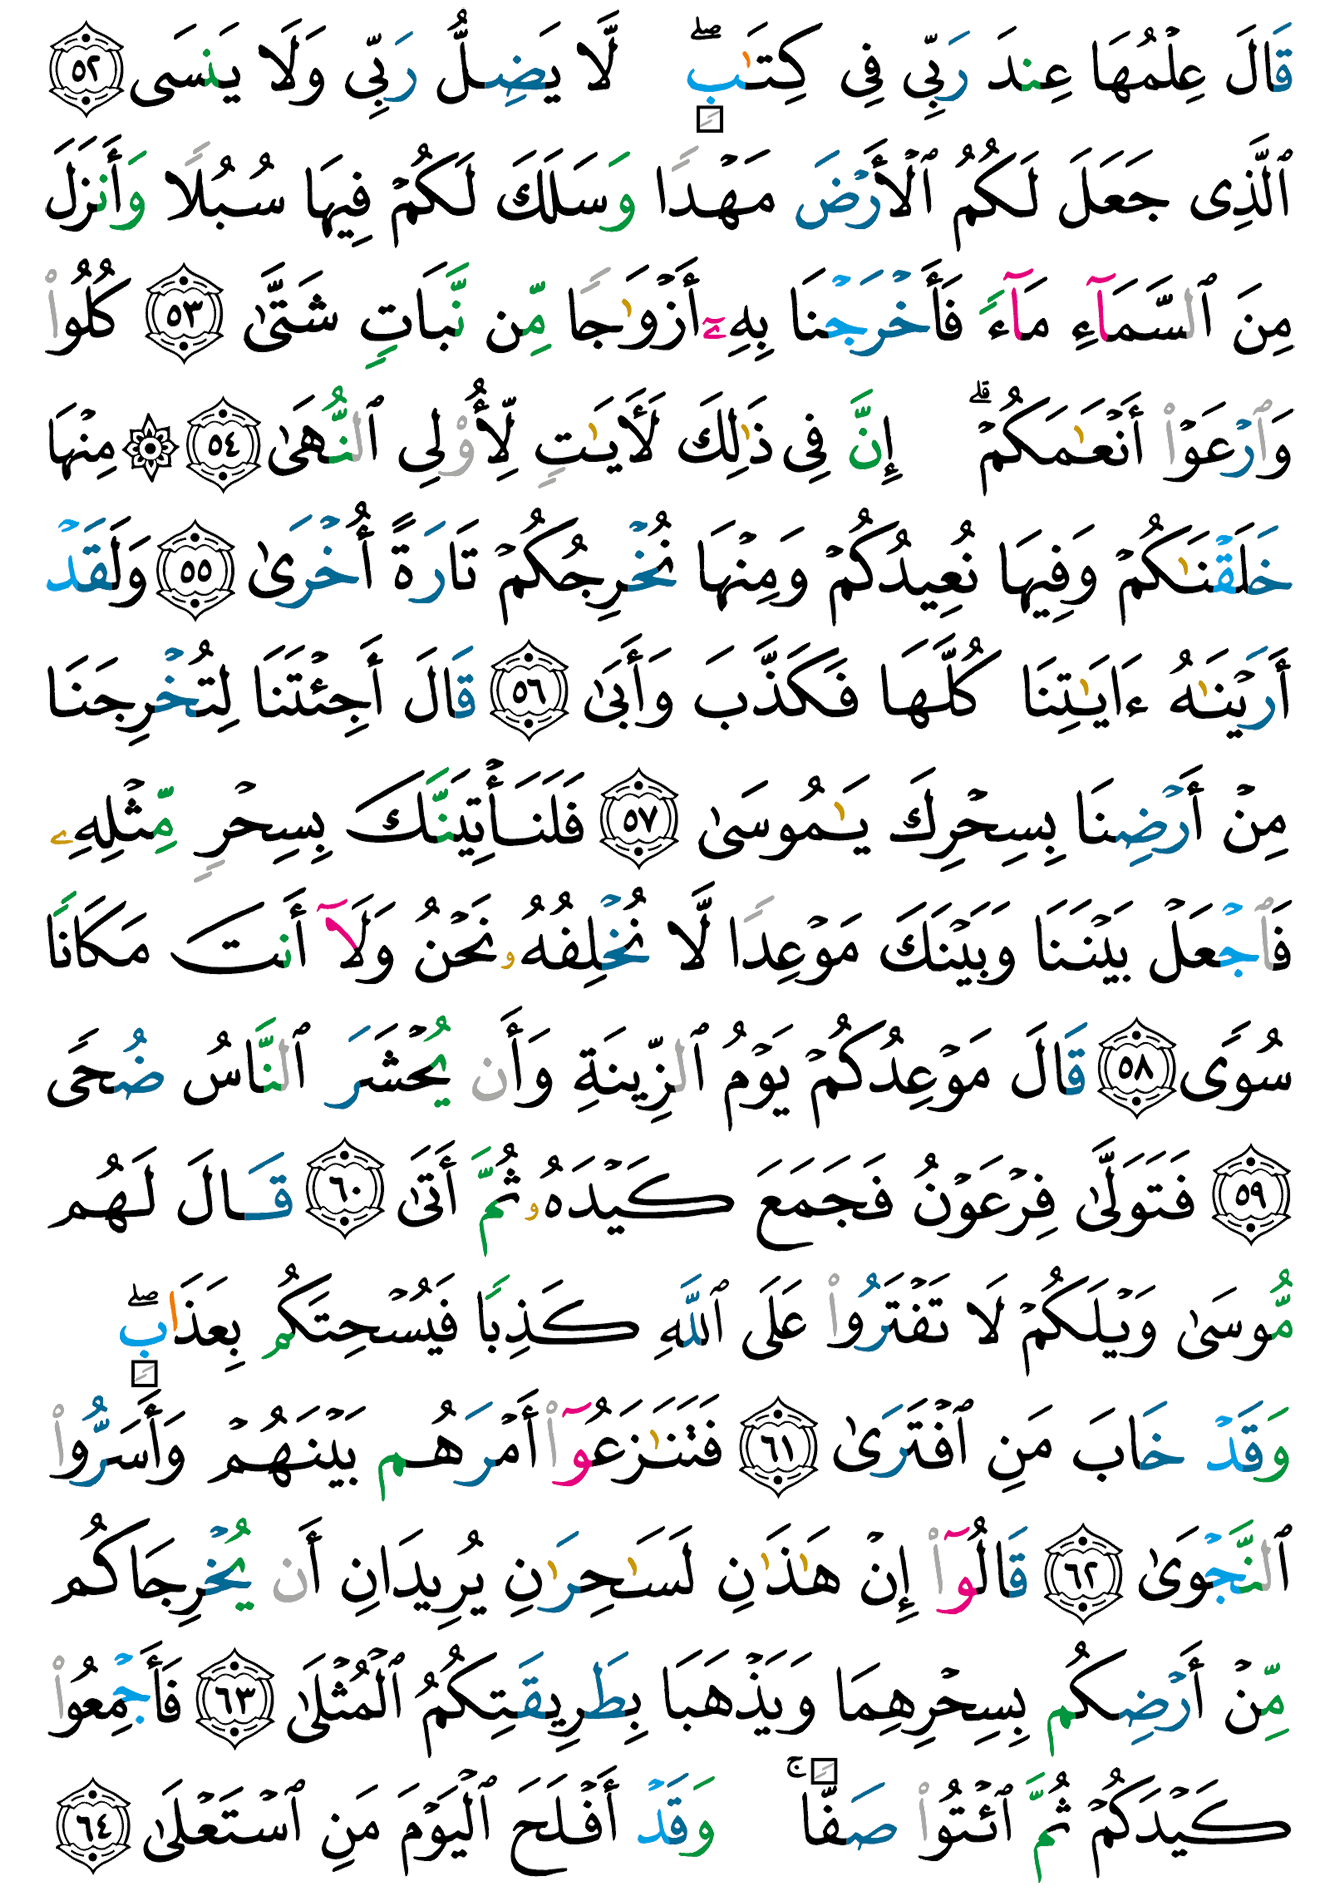 قَالَ عِلۡمُهَا عِندَ رَبِّي فِي كِتَٰبٖۖ لَّا يَضِلُّ رَبِّي وَلَا يَنسَى ٥٢
ٱلَّذِي جَعَلَ لَكُمُ ٱلۡأَرۡضَ مَهۡدٗا وَسَلَكَ لَكُمۡ فِيهَا سُبُلٗا وَأَنزَلَ
مِنَ ٱلسَّمَآءِ مَآءٗ فَأَخۡرَجۡنَا بِهِۦٓ أَزۡوَٰجٗا مِّن نَّبَاتٖ شَتَّىٰ ٥٣ كُلُواْ
وَٱرۡعَوۡاْ أَنۡعَٰمَكُمۡۚ إِنَّ فِي ذَٰلِكَ لَأٓيَٰتٖ لِّأُوْلِي ٱلنُّهَىٰ ٥٤ ۞ مِنۡهَا
خَلَقۡنَٰكُمۡ وَفِيهَا نُعِيدُكُمۡ وَمِنۡهَا نُخۡرِجُكُمۡ تَارَةً أُخۡرَىٰ ٥٥ وَلَقَدۡ
أَرَيۡنَٰهُ ءَايَٰتِنَا كُلَّهَا فَكَذَّبَ وَأَبَىٰ ٥٦ قَالَ أَجِئۡتَنَا لِتُخۡرِجَنَا
مِنۡ أَرۡضِنَا بِسِحۡرِكَ يَٰمُوسَىٰ ٥٧ فَلَنَأۡتِيَنَّكَ بِسِحۡرٖ مِّثۡلِهِۦ
فَٱجۡعَلۡ بَيۡنَنَا وَبَيۡنَكَ مَوۡعِدٗا لَّا نُخۡلِفُهُۥ نَحۡنُ وَلَآ أَنتَ مَكَانٗا
سُوٗى ٥٨ قَالَ مَوۡعِدُكُمۡ يَوۡمُ ٱلزِّينَةِ وَأَن يُحۡشَرَ ٱلنَّاسُ ضُحٗى
٥٩ فَتَوَلَّىٰ فِرۡعَوۡنُ فَجَمَعَ كَيۡدَهُۥ ثُمَّ أَتَىٰ ٦٠ قَالَ لَهُم
مُّوسَىٰ وَيۡلَكُمۡ لَا تَفۡتَرُواْ عَلَى ٱللَّهِ كَذِبٗا فَيُسۡحِتَكُم بِعَذَابٖۖ
وَقَدۡ خَابَ مَنِ ٱفۡتَرَىٰ ٦١ فَتَنَٰزَعُوٓاْ أَمۡرَهُم بَيۡنَهُمۡ وَأَسَرُّواْ
ٱلنَّجۡوَىٰ ٦٢ قَالُوٓاْ إِنۡ هَٰذَٰنِ لَسَٰحِرَٰنِ يُرِيدَانِ أَن يُخۡرِجَاكُم
مِّنۡ أَرۡضِكُم بِسِحۡرِهِمَا وَيَذۡهَبَا بِطَرِيقَتِكُمُ ٱلۡمُثۡلَىٰ ٦٣ فَأَجۡمِعُواْ
كَيۡدَكُمۡ ثُمَّ ٱئۡتُواْ صَفّٗاۚ وَقَدۡ أَفۡلَحَ ٱلۡيَوۡمَ مَنِ ٱسۡتَعۡلَىٰ ٦٤